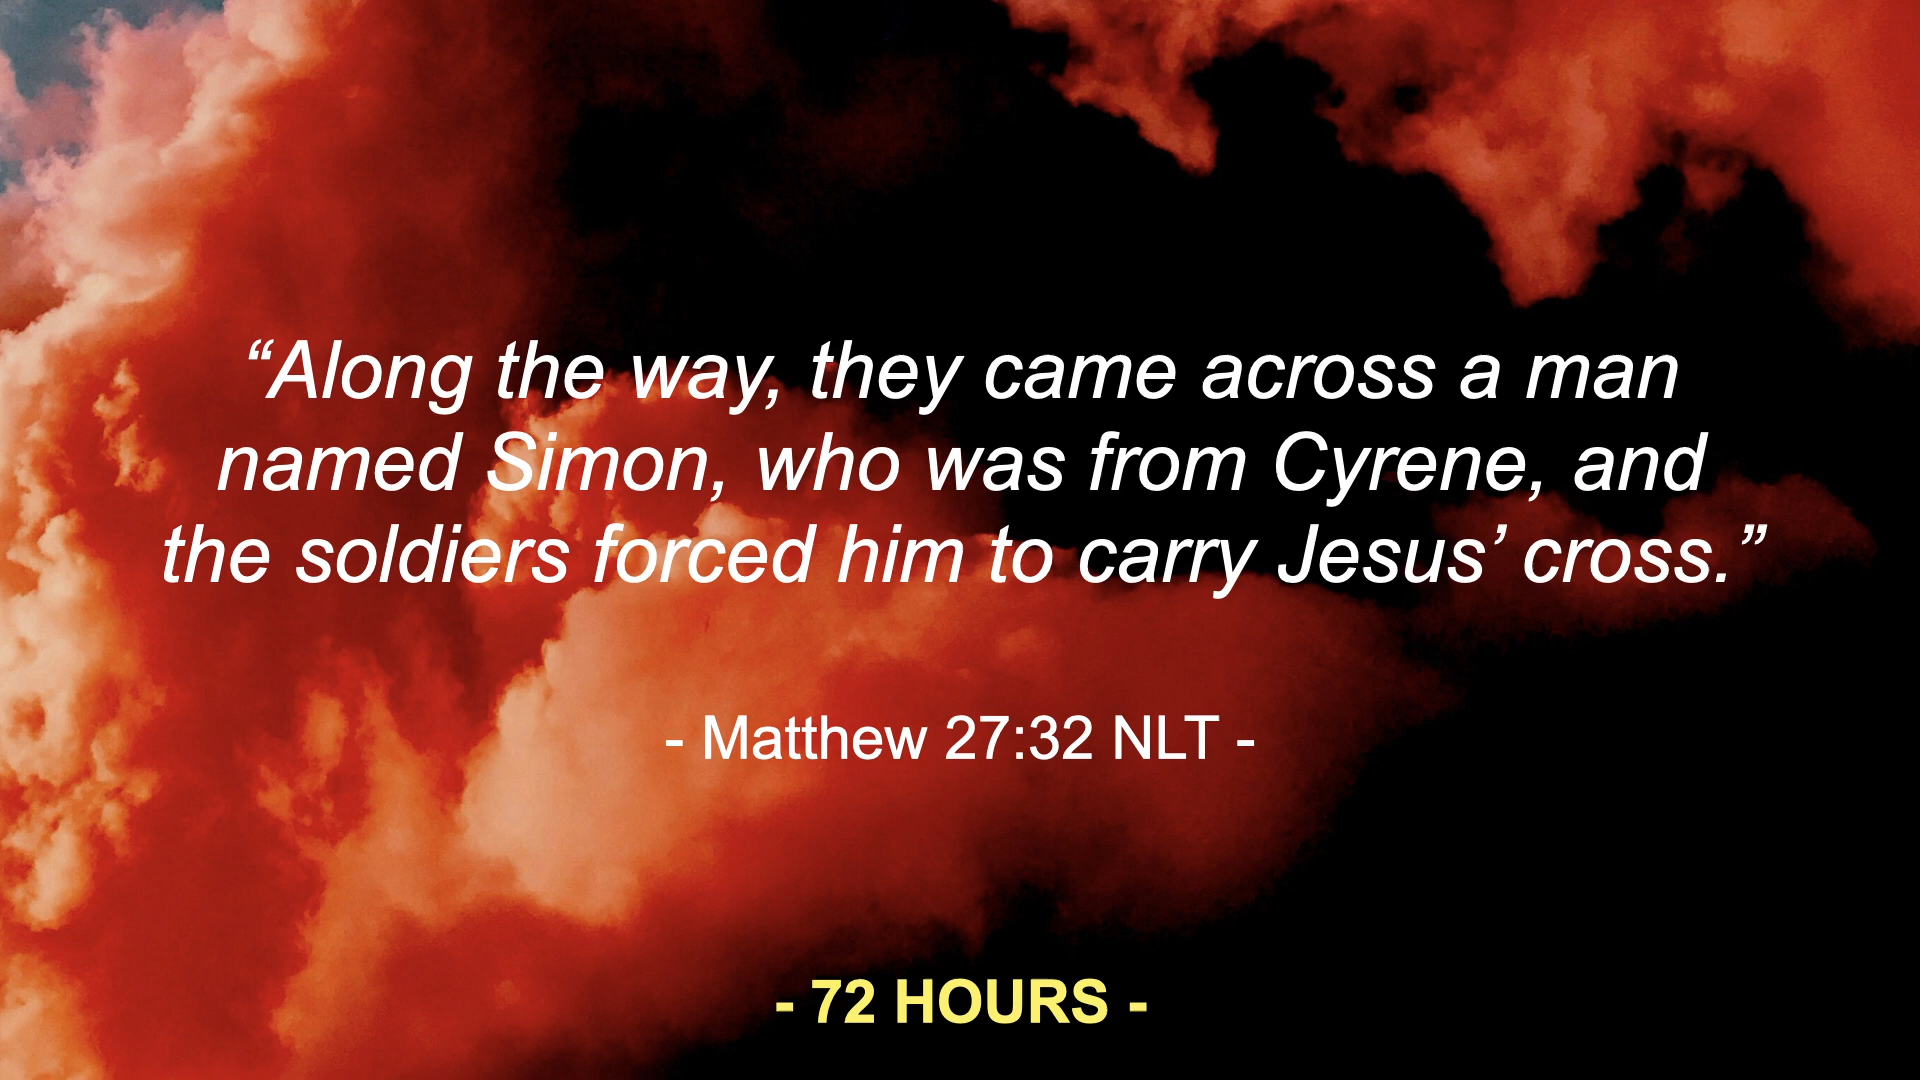 “Along the way, they came across a man
named Simon, who was from Cyrene, and
the soldiers forced him to carry Jesus’ cross.”
- Matthew 27:32 NLT -
- 72 HOURS -